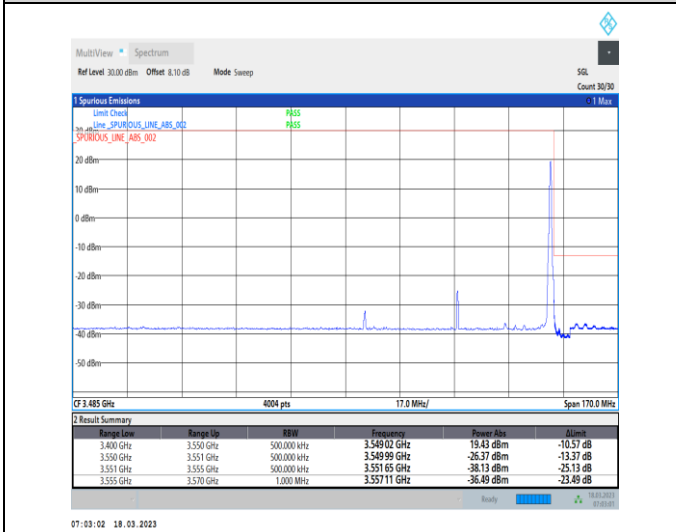 MultiView Spectrum
Ref Level 30.00 dBm Offset 8.10 dB Mode Sweep SGL
Count 30/30
1 Spurious Emissions 1 Max
Limit Check PASS
Line _SPURIOUS_LINE_ABS_002 PASS
_SPURIOUS_LINE_ABS_002
20 dBm
10 dBm
0 dBm
-10 dBm
-20 dBm
-30 dBm
-40 dBm
-50 dBm
CF 3.485 GHz 4004 pts 17.0 MHz/ Span 170.0 MHz
2 Result Summary
Range Low Range Up RBW Frequency Power Abs ΔLimit
3.400 GHz 3.550 GHz 500.000 kHz 3.549 02 GHz 19.43 dBm -10.57 dB
3.550 GHz 3.551 GHz 500.000 kHz 3.549 99 GHz -26.37 dBm -13.37 dB
3.551 GHz 3.555 GHz 500.000 kHz 3.551 65 GHz -38.13 dBm -25.13 dB
3.555 GHz 3.570 GHz 1.000 MHz 3.557 11 GHz -36.49 dBm -23.49 dB
Ready 18.03.2023
07:03:01
07:03:02 18.03.2023